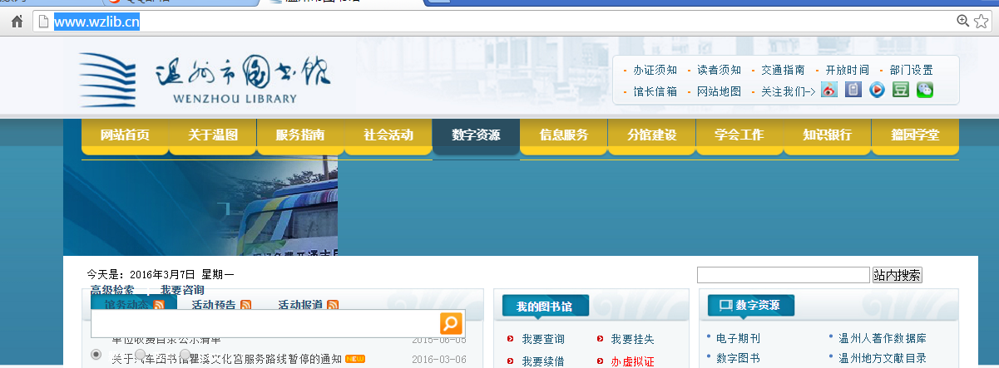 www.wzlib.cn
温州市图书馆
WENZHOU LIBRARY
办证须知 读者须知 交通指南 开放时间 部门设置
馆长信箱 网站地图 关注我们->
网站首页 关于温图 服务指南 社会活动 数字资源 信息服务 分馆建设 学会工作 知识银行 籀园学堂
今天是：2016年3月7日 星期一
站内搜索
高级检索 我要咨询
馆务动态 活动预告 活动报道 我的图书馆 数字资源
单位收费目录公示清单 2015-06-05 我要查询 我要挂失 电子期刊 温州人著作数据库
关于汽车图书馆瞿溪文化宫服务路线暂停的通知 NEW 2016-03-06 我要续借 办虚拟证 数字图书 温州地方文献目录